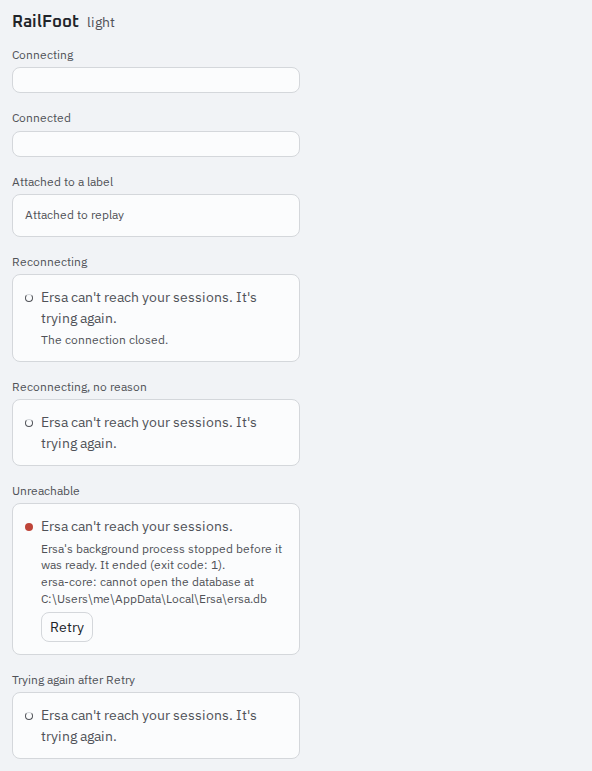 RailFoot light
Connecting
Connected
Attached to a label
Attached to replay
Reconnecting
Ersa can't reach your sessions. It's
trying again.
The connection closed.
Reconnecting, no reason
Ersa can't reach your sessions. It's
trying again.
Unreachable
Ersa can't reach your sessions.
Ersa's background process stopped before it
was ready. It ended (exit code: 1).
ersa-core: cannot open the database at
C:\Users\me\AppData\Local\Ersa\ersa.db
Retry
Trying again after Retry
Ersa can't reach your sessions. It's
trying again.